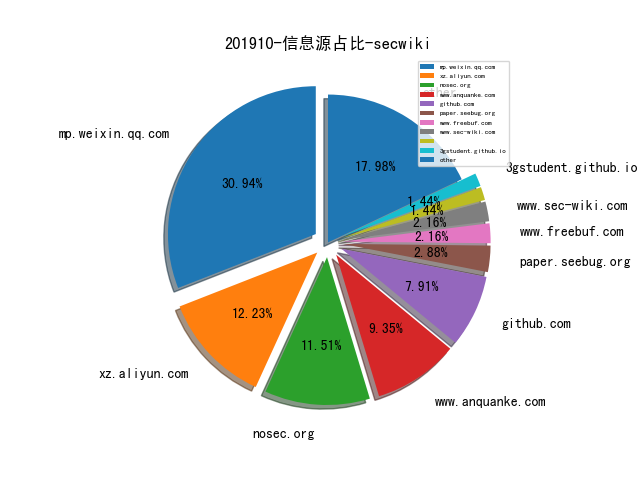 201910-信息源占比-secwiki
mp.weixin.qq.com
xz.aliyun.com
nosec.org
www.anquanke.com
github.com
paper.seebug.org
www.freebuf.com
www.sec-wiki.com
3gstudent.github.io
other
other
mp.weixin.qq.com
30.94%
17.98%
3gstudent.github.io
1.44%
1.44%
www.sec-wiki.com
2.16%
www.freebuf.com
2.16%
paper.seebug.org
2.88%
7.91%
github.com
12.23%
9.35%
11.51%
xz.aliyun.com
www.anquanke.com
nosec.org